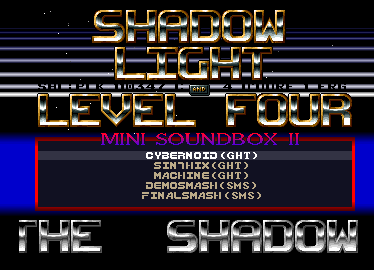 SHADOW
LIGHT
AND
LEVEL FOUR
MINI SOUNDBOX II
CYBERNOID(GHT)
SINTHIX(GHT)
MACHINE(GHT)
DEMOSMASH(SMS)
FINALSMASH(SMS)
THE SHADOW